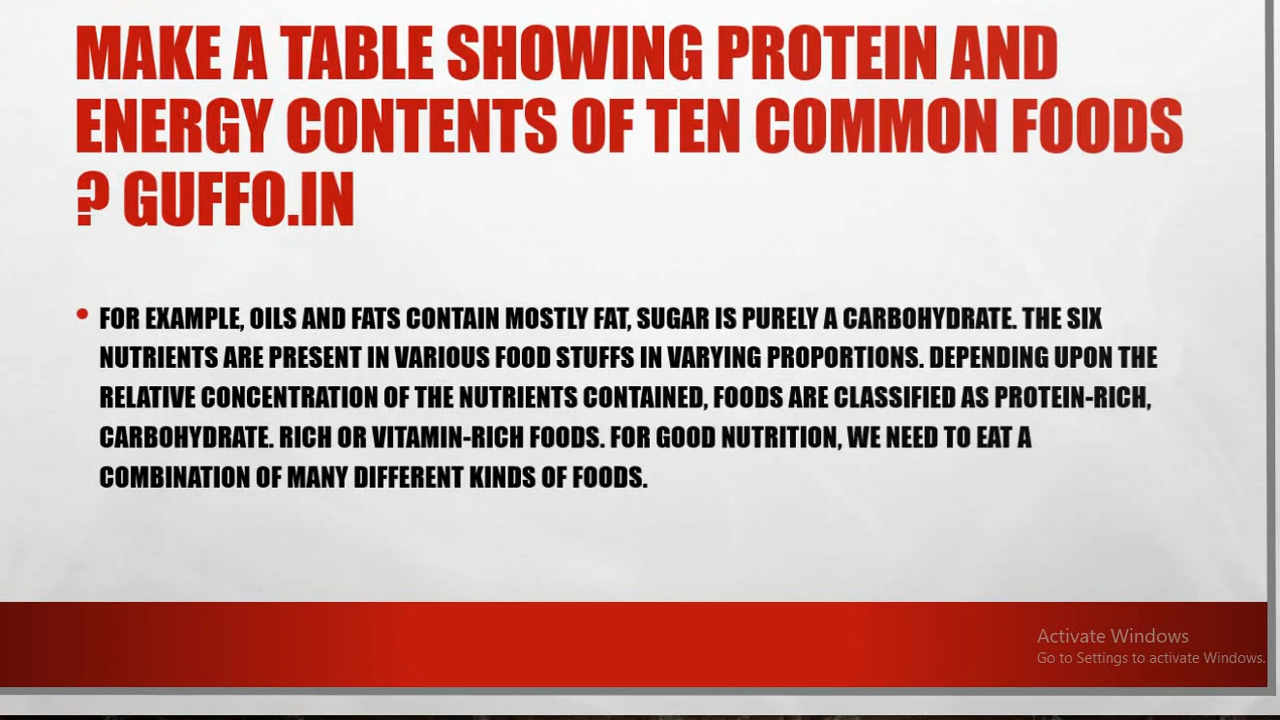 MAKE A TABLE SHOWING PROTEIN AND
ENERGY CONTENTS OF TEN COMMON FOODS
? GUFFO.IN
• FOR EXAMPLE, OILS AND FATS CONTAIN MOSTLY FAT, SUGAR IS PURELY A CARBOHYDRATE. THE SIX
NUTRIENTS ARE PRESENT IN VARIOUS FOOD STUFFS IN VARYING PROPORTIONS. DEPENDING UPON THE
RELATIVE CONCENTRATION OF THE NUTRIENTS CONTAINED, FOODS ARE CLASSIFIED AS PROTEIN-RICH,
CARBOHYDRATE. RICH OR VITAMIN-RICH FOODS. FOR GOOD NUTRITION, WE NEED TO EAT A
COMBINATION OF MANY DIFFERENT KINDS OF FOODS.
Activate Windows
Go to Settings to activate Windows.